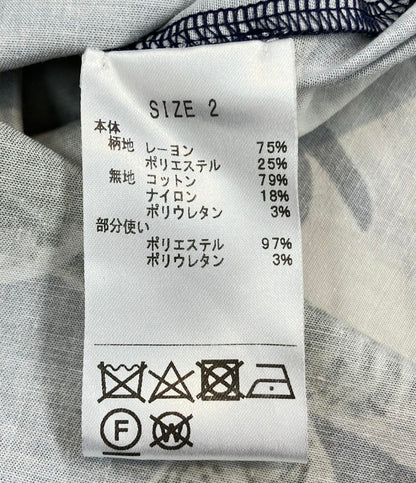 SIZE 2
本体
柄地 レーヨン 75%
ポリエステル 25%
無地 コットン 79%
ナイロン 18%
ポリウレタン 3%
部分使い
ポリエステル 97%
ポリウレタン 3%
F W